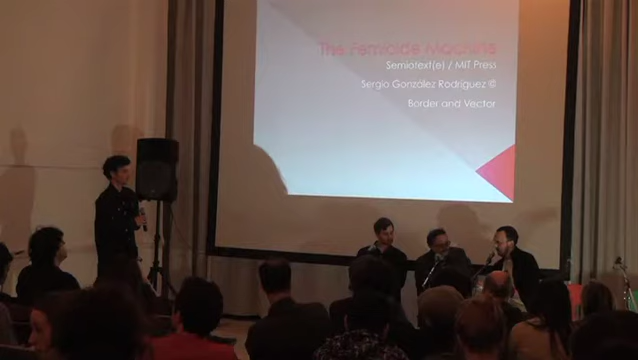 The Femicide Machine
Semiotext(e) / MIT Press
Sergio González Rodríguez ©
Border and Vector